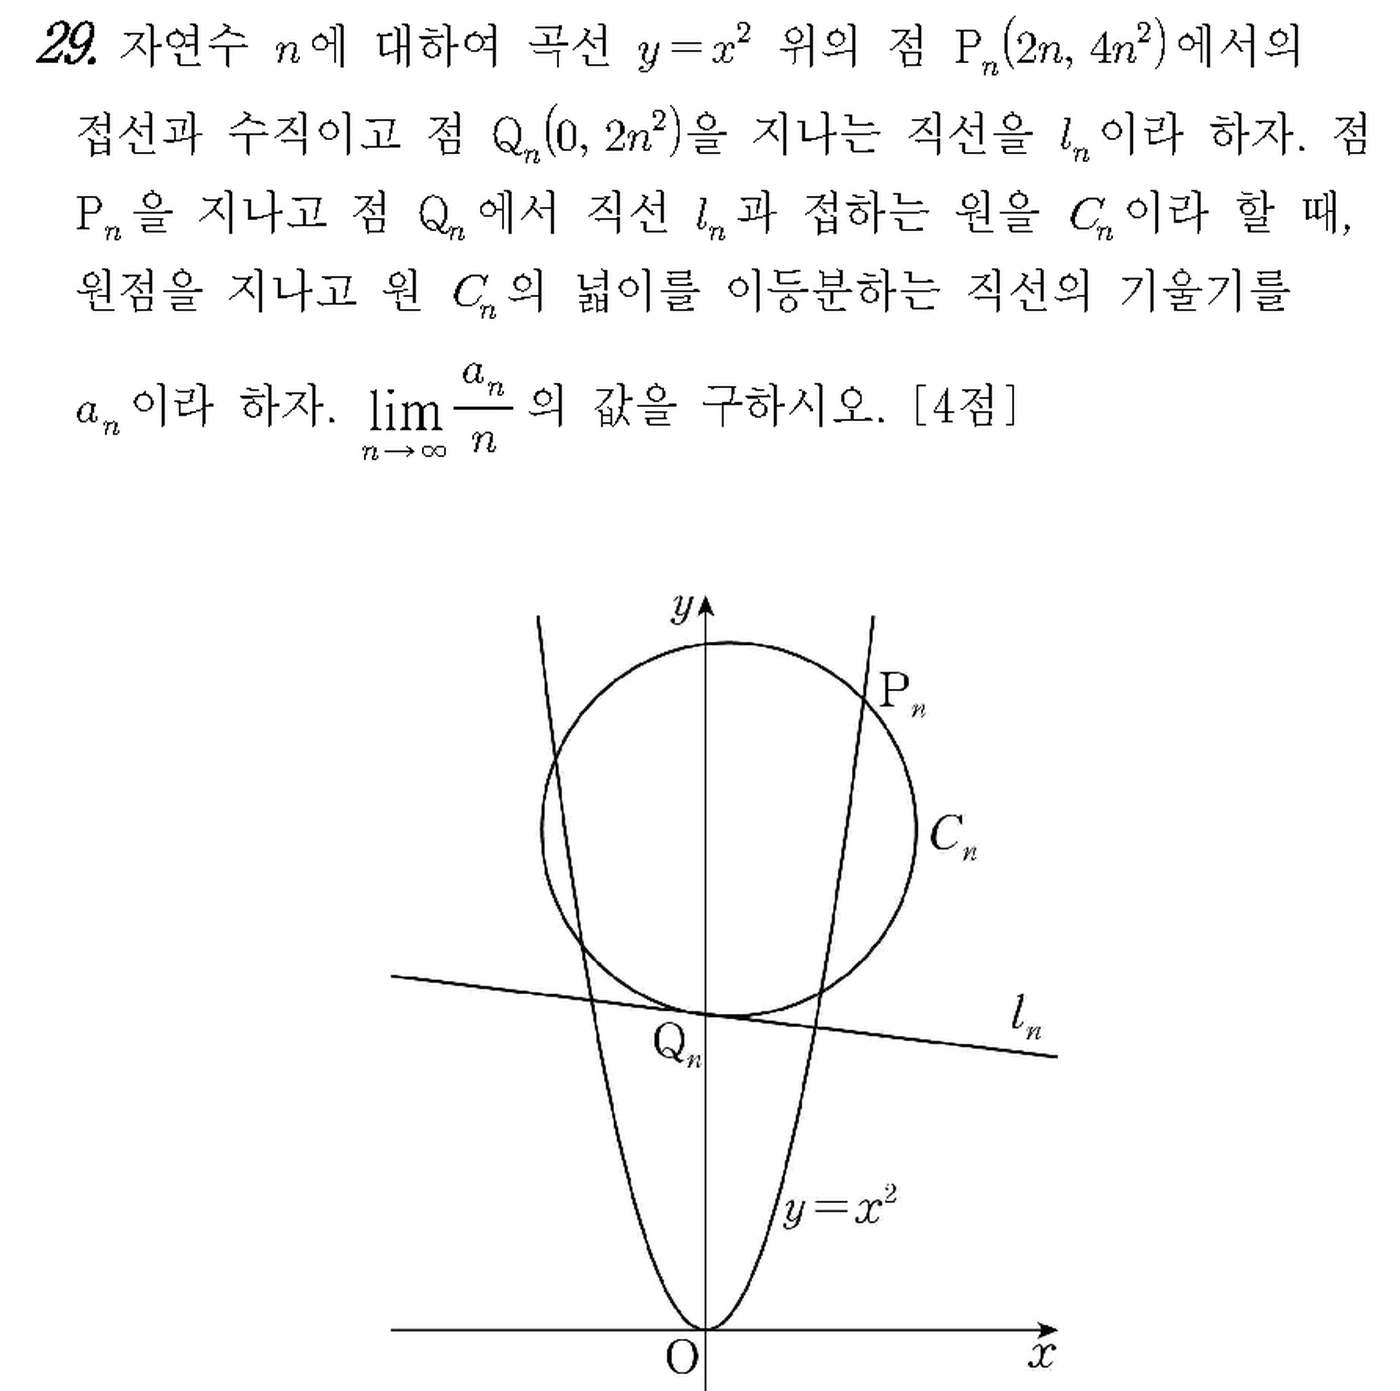 29. 자연수 n에 대하여 곡선 y=x² 위의 점 Pₙ(2n, 4n²)에서의
접선과 수직이고 점 Qₙ(0, 2n²)을 지나는 직선을 lₙ이라 하자. 점
Pₙ을 지나고 점 Qₙ에서 직선 lₙ과 접하는 원을 Cₙ이라 할 때,
원점을 지나고 원 Cₙ의 넓이를 이등분하는 직선의 기울기를
aₙ이라 하자. lim n→∞ aₙ/n 의 값을 구하시오. [4점]
y
Pₙ
Cₙ
lₙ
Qₙ
y=x²
O
x